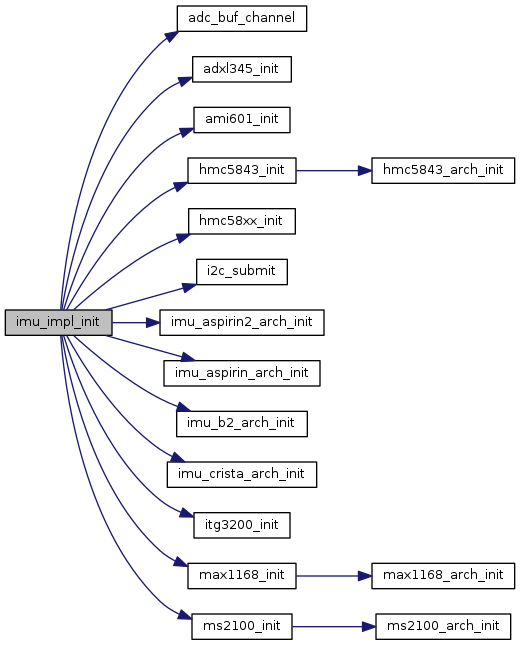 adc_buf_channel
adxl345_init
ami601_init
hmc5843_init
hmc5843_arch_init
hmc58xx_init
i2c_submit
imu_impl_init
imu_aspirin2_arch_init
imu_aspirin_arch_init
imu_b2_arch_init
imu_crista_arch_init
itg3200_init
max1168_init
max1168_arch_init
ms2100_init
ms2100_arch_init